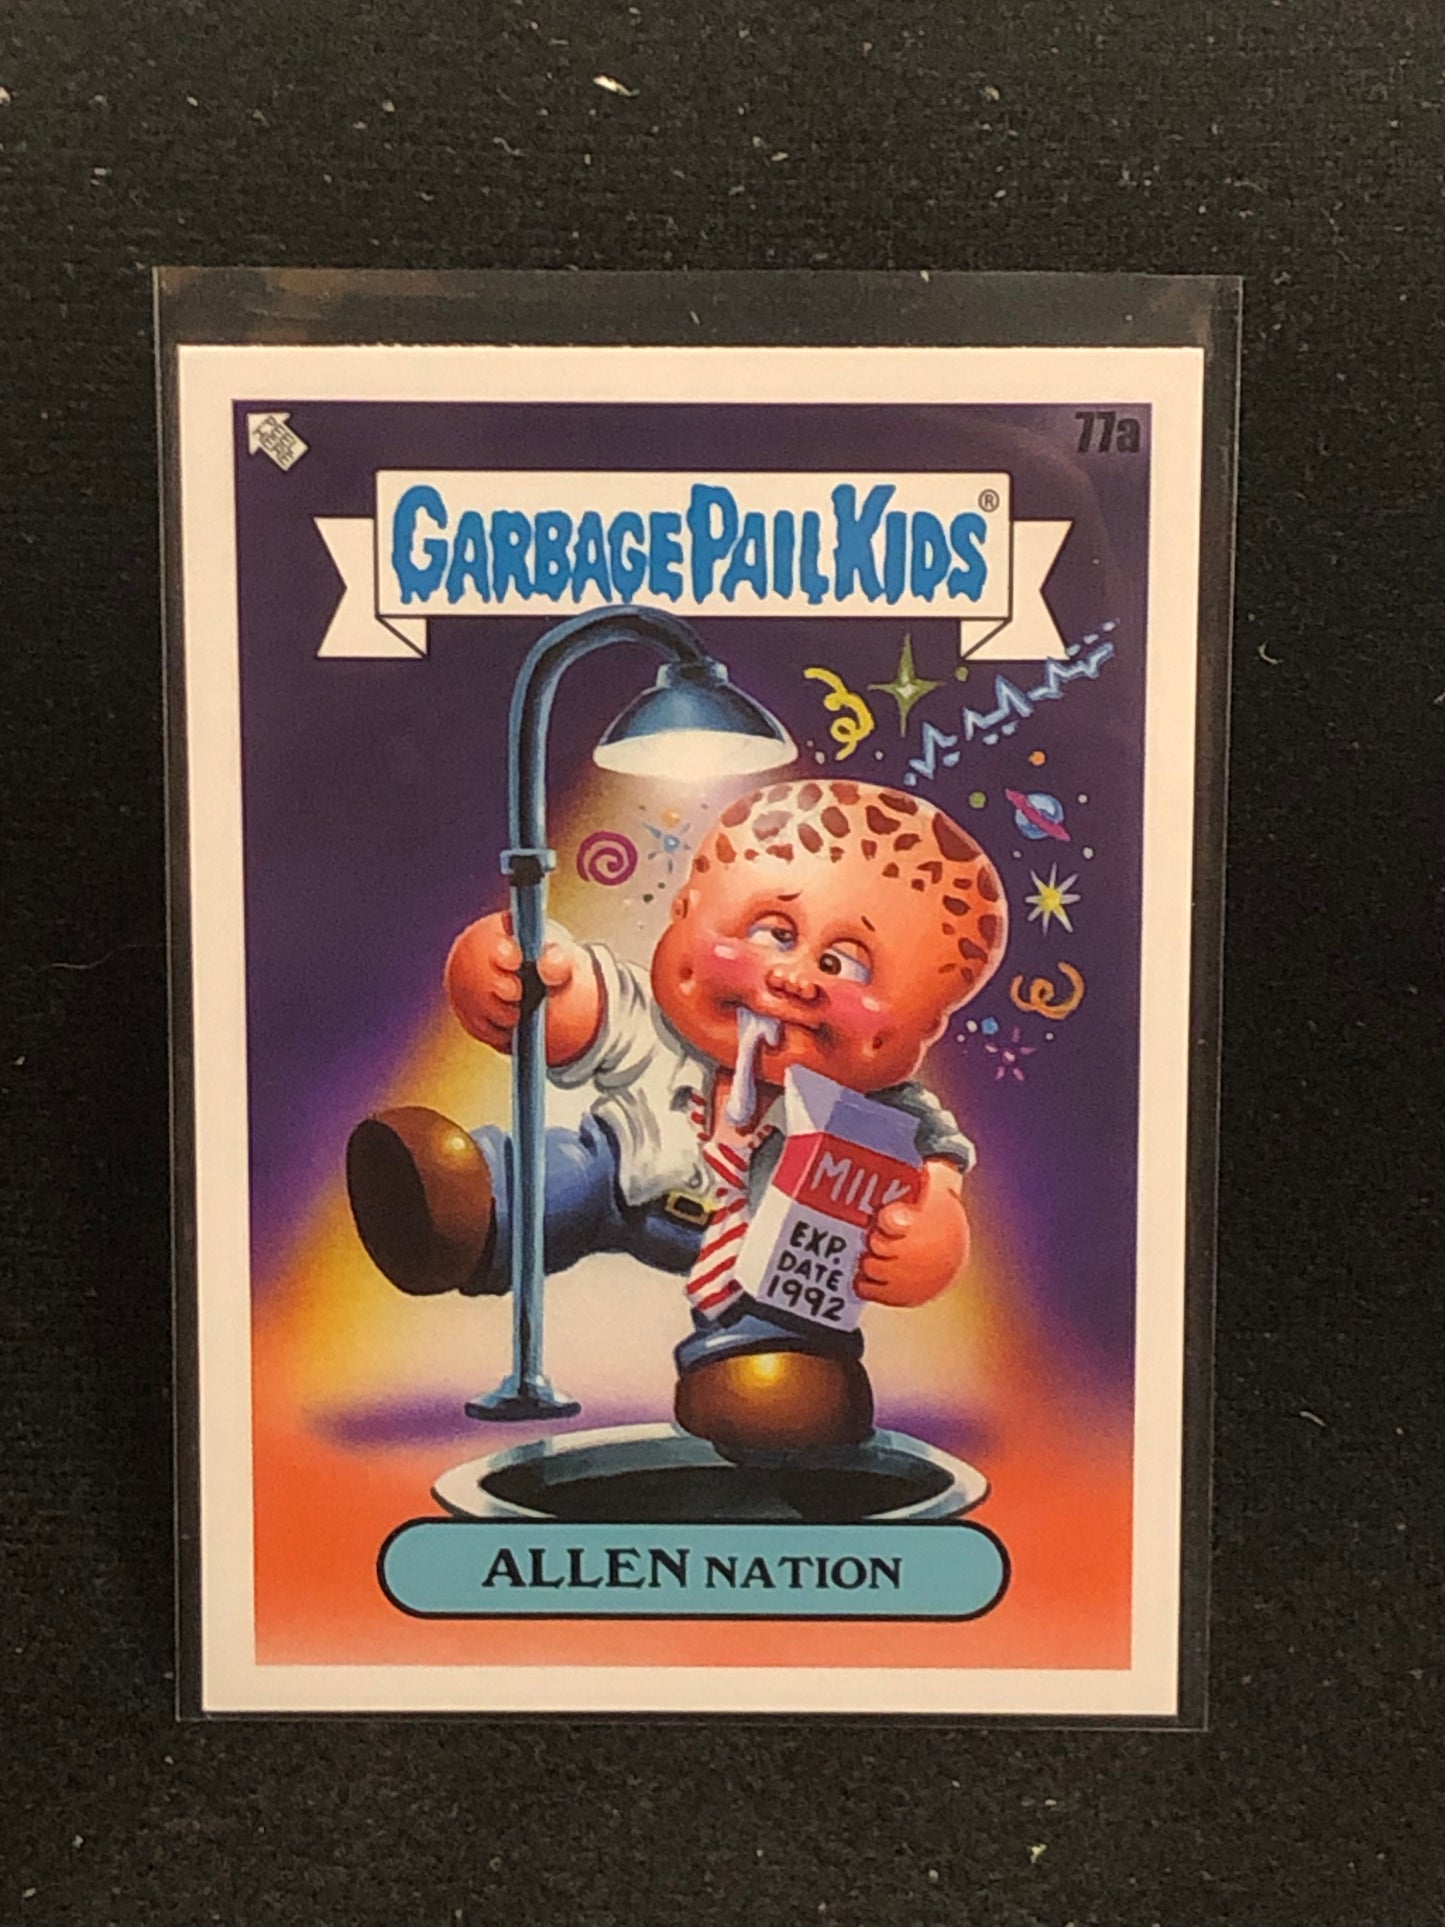 77a
GARBAGE PAIL KIDS®
MILK
EXP.
DATE
1992
ALLEN NATION